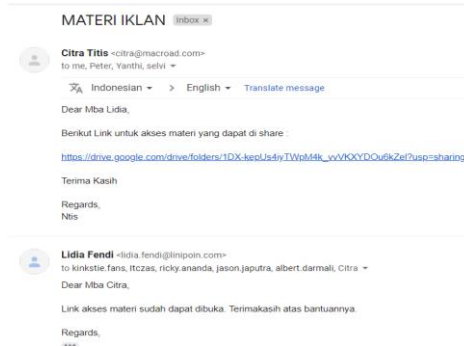 MATERI IKLAN Inbox ×
Citra Titis <citra@macroad.com>
to me, Peter, Yanthi, selvi
Indonesian > English Translate message
Dear Mba Lidia,
Berikut Link untuk akses materi yang dapat di share :
https://drive.google.com/drive/folders/1DX-kepUs4iyTWpM4k_vvVKXYDOu6kZel?usp=sharing
Terima Kasih
Regards,
Ntis
Lidia Fendi <lidia.fendi@linipoin.com>
to kinkstie.fans, ltczas, ricky.ananda, jason.japutra, albert.darmali, Citra
Dear Mba Citra,
Link akses materi sudah dapat dibuka. Terimakasih atas bantuannya.
Regards,